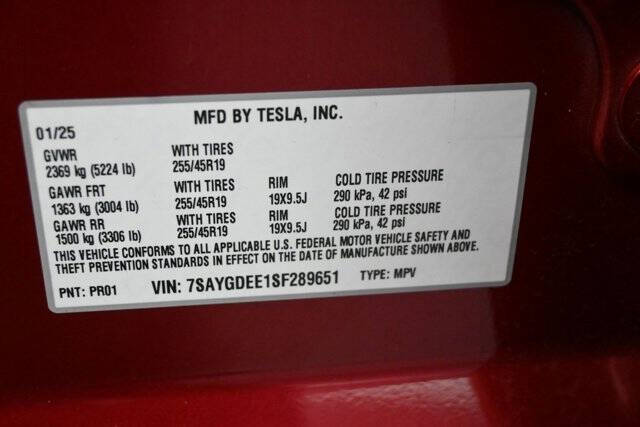 MFD BY TESLA, INC.
01/25
GVWR WITH TIRES
2369 kg (5224 lb) 255/45R19
GAWR FRT WITH TIRES RIM COLD TIRE PRESSURE
1363 kg (3004 lb) 255/45R19 19X9.5J 290 kPa, 42 psi
GAWR RR WITH TIRES RIM COLD TIRE PRESSURE
1500 kg (3306 lb) 255/45R19 19X9.5J 290 kPa, 42 psi
THIS VEHICLE CONFORMS TO ALL APPLICABLE U.S. FEDERAL MOTOR VEHICLE SAFETY AND
THEFT PREVENTION STANDARDS IN EFFECT ON THE DATE OF MANUFACTURE SHOWN ABOVE.
PNT: PR01 VIN: 7SAYGDEE1SF289651 TYPE: MPV